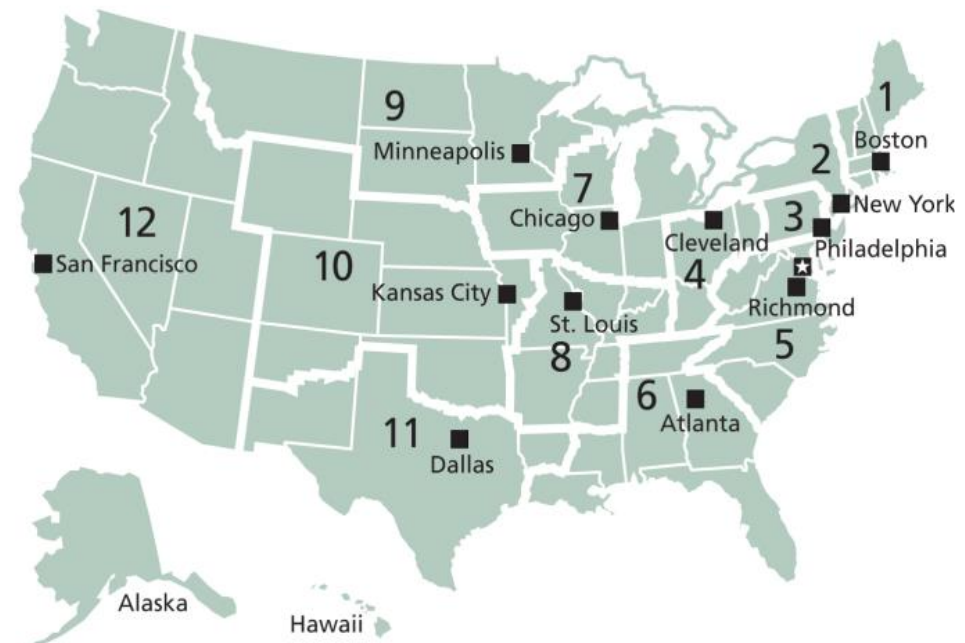 9
1
Boston
Minneapolis
2
7
New York
Chicago
3
12
Cleveland
Philadelphia
San Francisco
10
4
Kansas City
Richmond
St. Louis
5
8
6
Atlanta
11
Dallas
Alaska
Hawaii